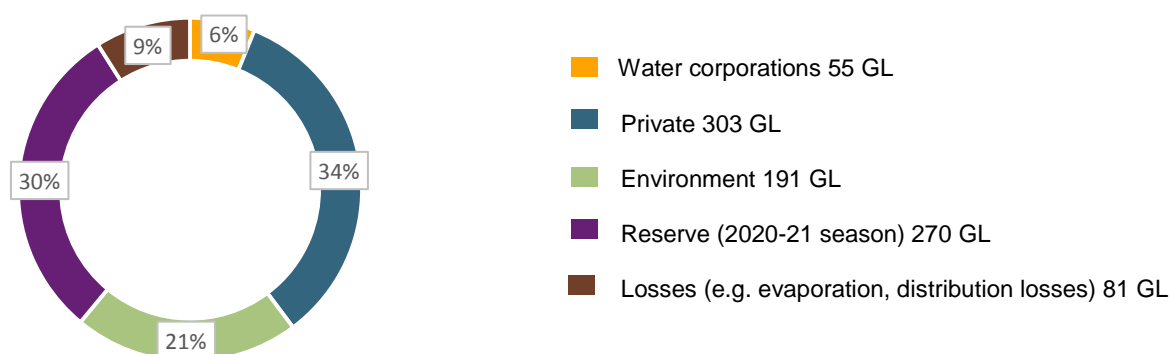 9%
6%
30%
34%
21%
Water corporations 55 GL
Private 303 GL
Environment 191 GL
Reserve (2020-21 season) 270 GL
Losses (e.g. evaporation, distribution losses) 81 GL